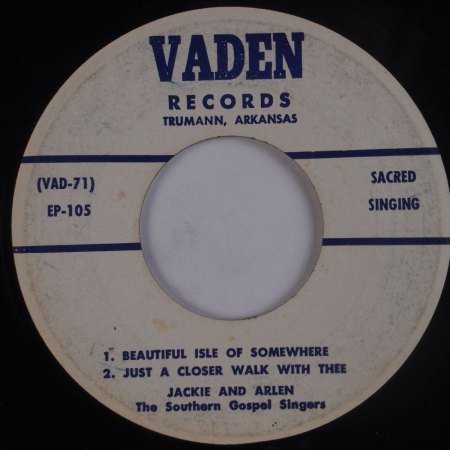 VADEN
RECORDS
TRUMANN, ARKANSAS
(VAD-71)
EP-105
SACRED
SINGING
1. BEAUTIFUL ISLE OF SOMEWHERE
2. JUST A CLOSER WALK WITH THEE
JACKIE AND ARLEN
The Southern Gospel Singers